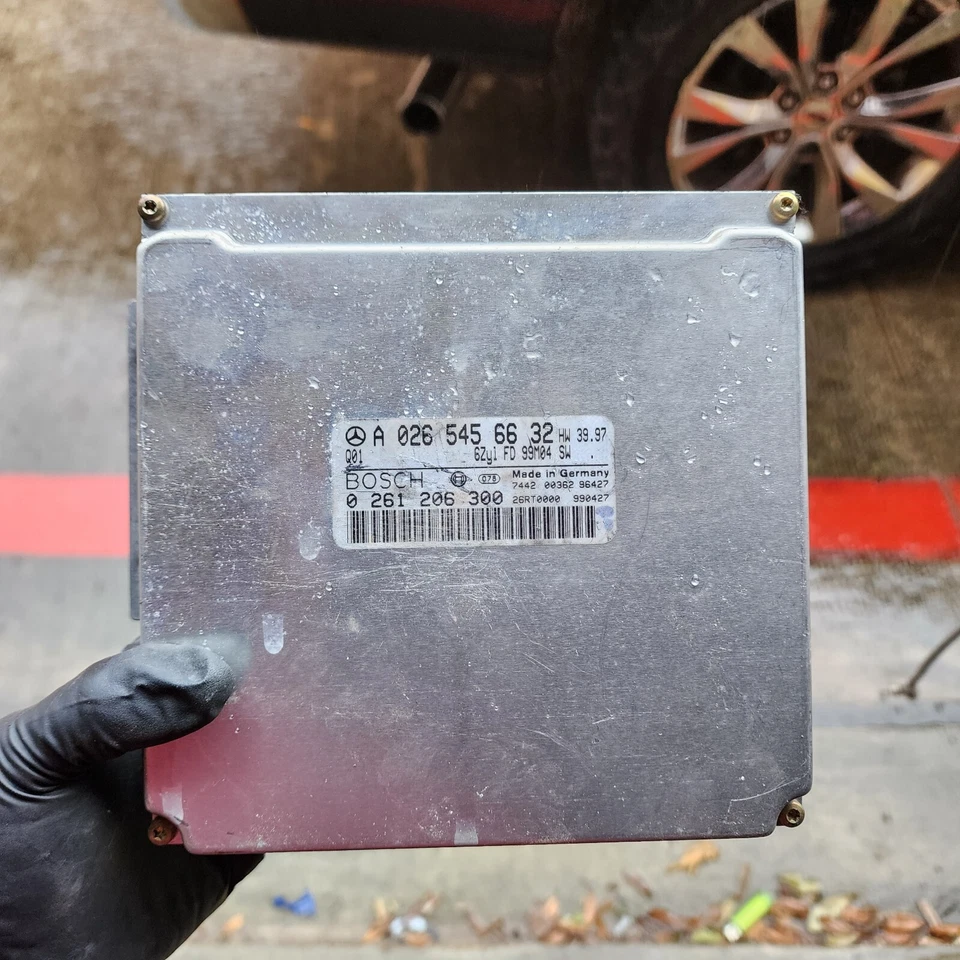 A 026 545 66 32 HW 39.97
Q01 6Zyl FD 99M04 SW .
BOSCH 078 Made in Germany
7442 00362 96427
0 261 206 300 26RT0000 990427